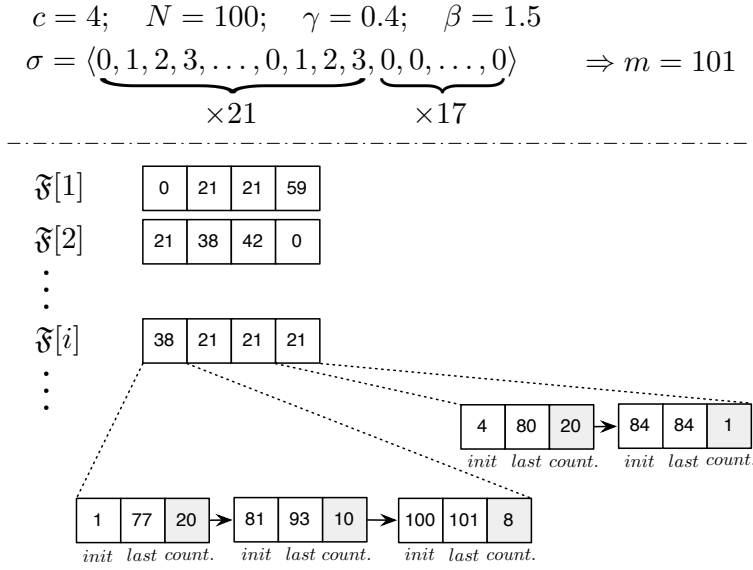 c = 4; N = 100; γ = 0.4; β = 1.5
σ = ⟨0, 1, 2, 3, . . . , 0, 1, 2, 3, 0, 0, . . . , 0⟩ ⇒ m = 101
×21 ×17
𝔉[1] 0 21 21 59
𝔉[2] 21 38 42 0
𝔉[i] 38 21 21 21
4 80 20 84 84 1
init last count. init last count.
1 77 20 81 93 10 100 101 8
init last count. init last count. init last count.